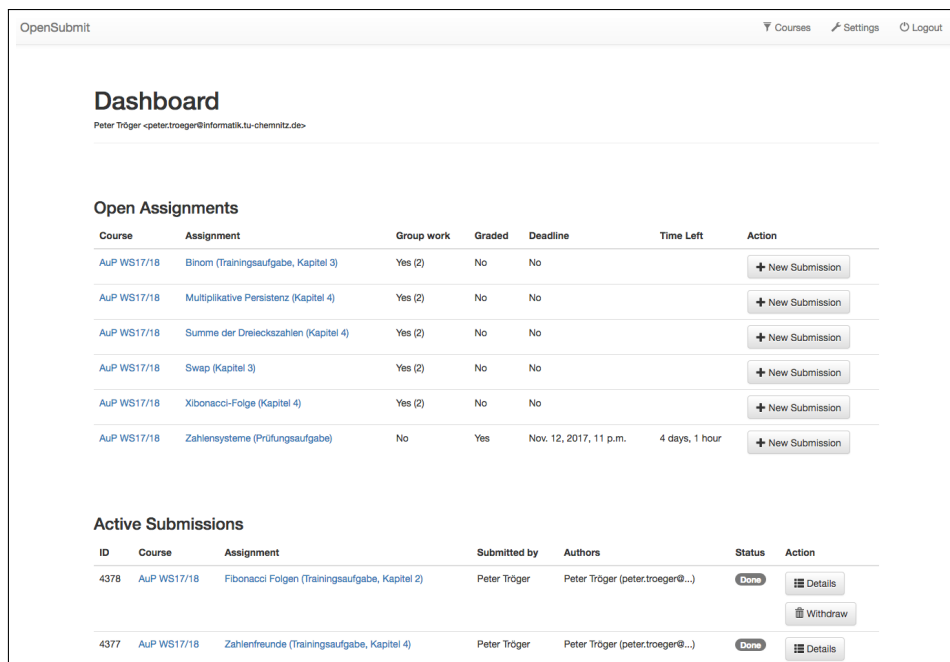 OpenSubmit Courses Settings Logout
Dashboard
Peter Tröger <peter.troeger@informatik.tu-chemnitz.de>
Open Assignments
Course Assignment Group work Graded Deadline Time Left Action
AuP WS17/18 Binom (Trainingsaufgabe, Kapitel 3) Yes (2) No No New Submission
AuP WS17/18 Multiplikative Persistenz (Kapitel 4) Yes (2) No No New Submission
AuP WS17/18 Summe der Dreieckszahlen (Kapitel 4) Yes (2) No No New Submission
AuP WS17/18 Swap (Kapitel 3) Yes (2) No No New Submission
AuP WS17/18 Xibonacci-Folge (Kapitel 4) Yes (2) No No New Submission
AuP WS17/18 Zahlensysteme (Prüfungsaufgabe) No Yes Nov. 12, 2017, 11 p.m. 4 days, 1 hour New Submission
Active Submissions
ID Course Assignment Submitted by Authors Status Action
4378 AuP WS17/18 Fibonacci Folgen (Trainingsaufgabe, Kapitel 2) Peter Tröger Peter Tröger (peter.troeger@...) Done Details
Withdraw
4377 AuP WS17/18 Zahlenfreunde (Trainingsaufgabe, Kapitel 4) Peter Tröger Peter Tröger (peter.troeger@...) Done Details